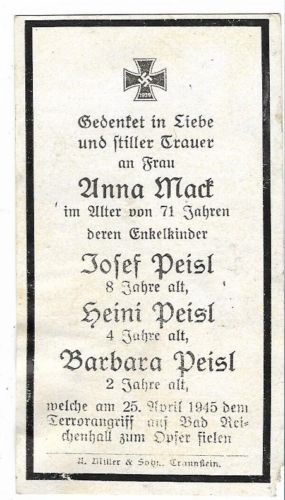 1939
Gedenket in Liebe
und stiller Trauer
an Frau
Anna Mack
im Alter von 71 Jahren
deren Enkelkinder
Josef Peisl
8 Jahre alt,
Heini Peisl
4 Jahre alt,
Barbara Peisl
2 Jahre alt,
welche am 25. April 1945 dem
Terrorangriff auf Bad Rei-
chenhall zum Opfer fielen
A. Miller & Sohn, Traunstein.